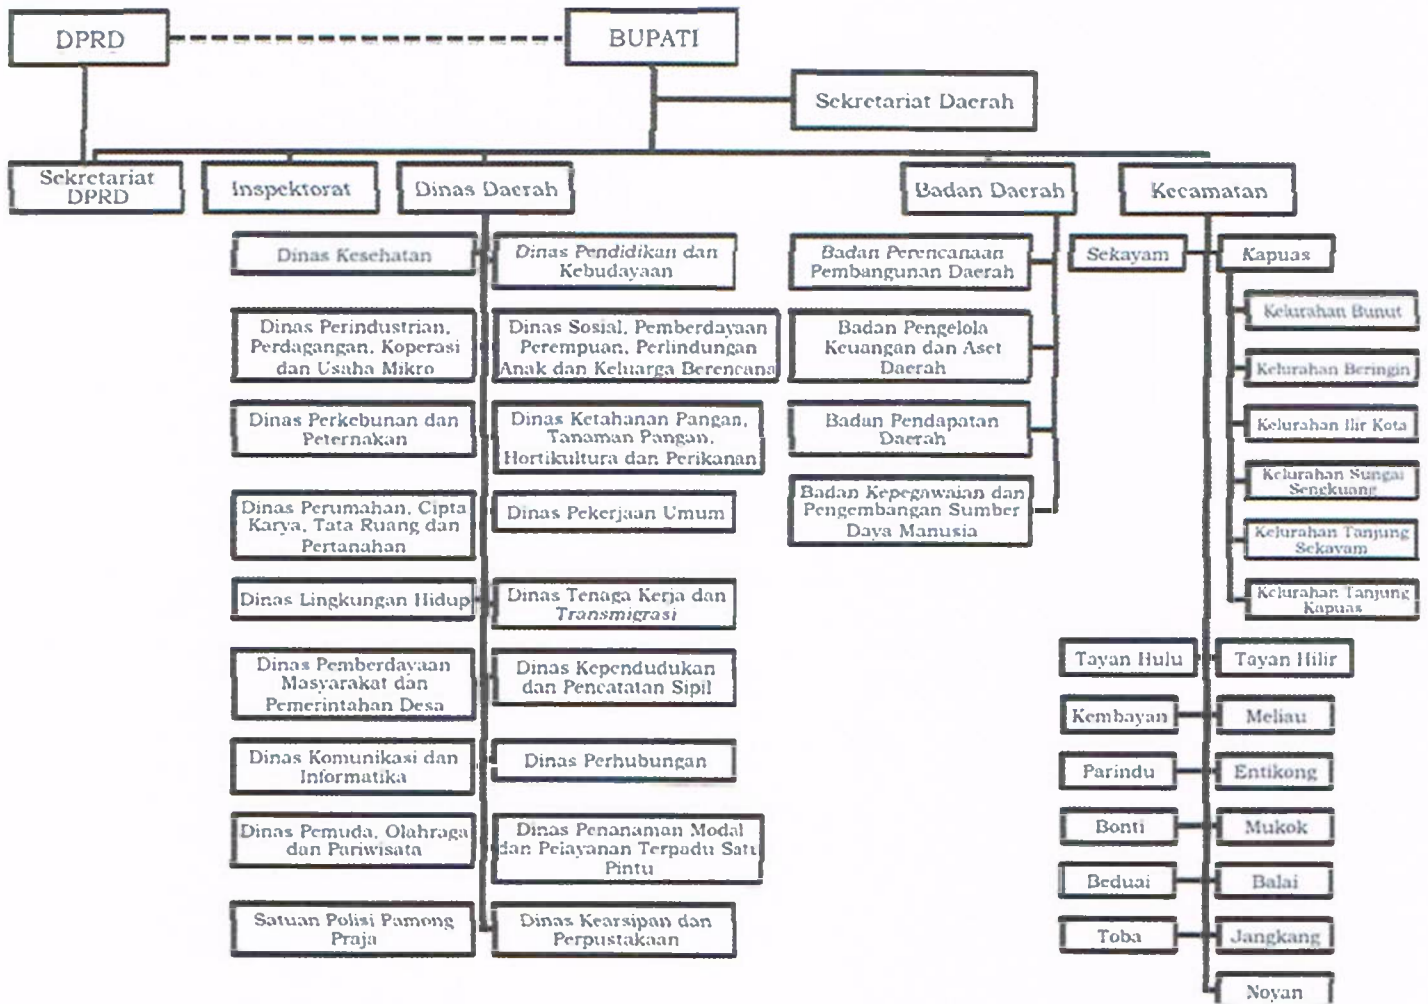 DPRD
BUPATI
Sekretariat Daerah
Sekretariat
DPRD
Inspektorat
Dinas Daerah
Badan Daerah
Kecamatan
Dinas Kesehatan
Dinas Pendidikan dan
Kebudayaan
Dinas Perindustrian,
Perdagangan, Koperasi
dan Usaha Mikro
Dinas Sosial, Pemberdayaan
Perempuan, Perlindungan
Anak dan Keluarga Berencana
Dinas Perkebunan dan
Peternakan
Dinas Ketahanan Pangan,
Tanaman Pangan,
Hortikultura dan Perikanan
Dinas Perumahan, Cipta
Karya, Tata Ruang dan
Pertanahan
Dinas Pekerjaan Umum
Dinas Lingkungan Hidup
Dinas Tenaga Kerja dan
Transmigrasi
Dinas Pemberdayaan
Masyarakat dan
Pemerintahan Desa
Dinas Kependudukan
dan Pencatatan Sipil
Dinas Komunikasi dan
Informatika
Dinas Perhubungan
Dinas Pemuda, Olahraga
dan Pariwisata
Dinas Penanaman Modal
dan Pelayanan Terpadu Satu
Pintu
Satuan Polisi Pamong
Praja
Dinas Kearsipan dan
Perpustakaan
Badan Perencanaan
Pembangunan Daerah
Badan Pengelola
Keuangan dan Aset
Daerah
Badan Pendapatan
Daerah
Badan Kepegawaian dan
Pengembangan Sumber
Daya Manusia
Sekayam
Kapuas
Kelurahan Bunut
Kelurahan Beringin
Kelurahan Ilir Kota
Kelurahan Sungai
Sengkuang
Kelurahan Tanjung
Sekayam
Kelurahan Tanjung
Kapuas
Tayan Hulu
Tayan Hilir
Kembayan
Meliau
Parindu
Entikong
Bonti
Mukok
Beduai
Balai
Toba
Jangkang
Noyan